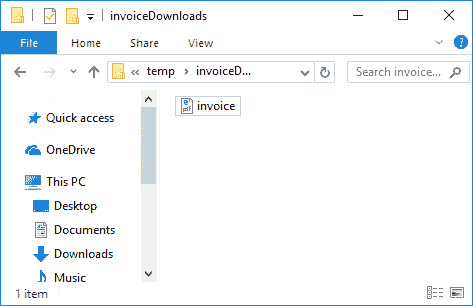 invoiceDownloads
File Home Share View
« temp › invoiceD...
Search invoice...
Quick access
OneDrive
This PC
Desktop
Documents
Downloads
Music
pdf
invoice
1 item